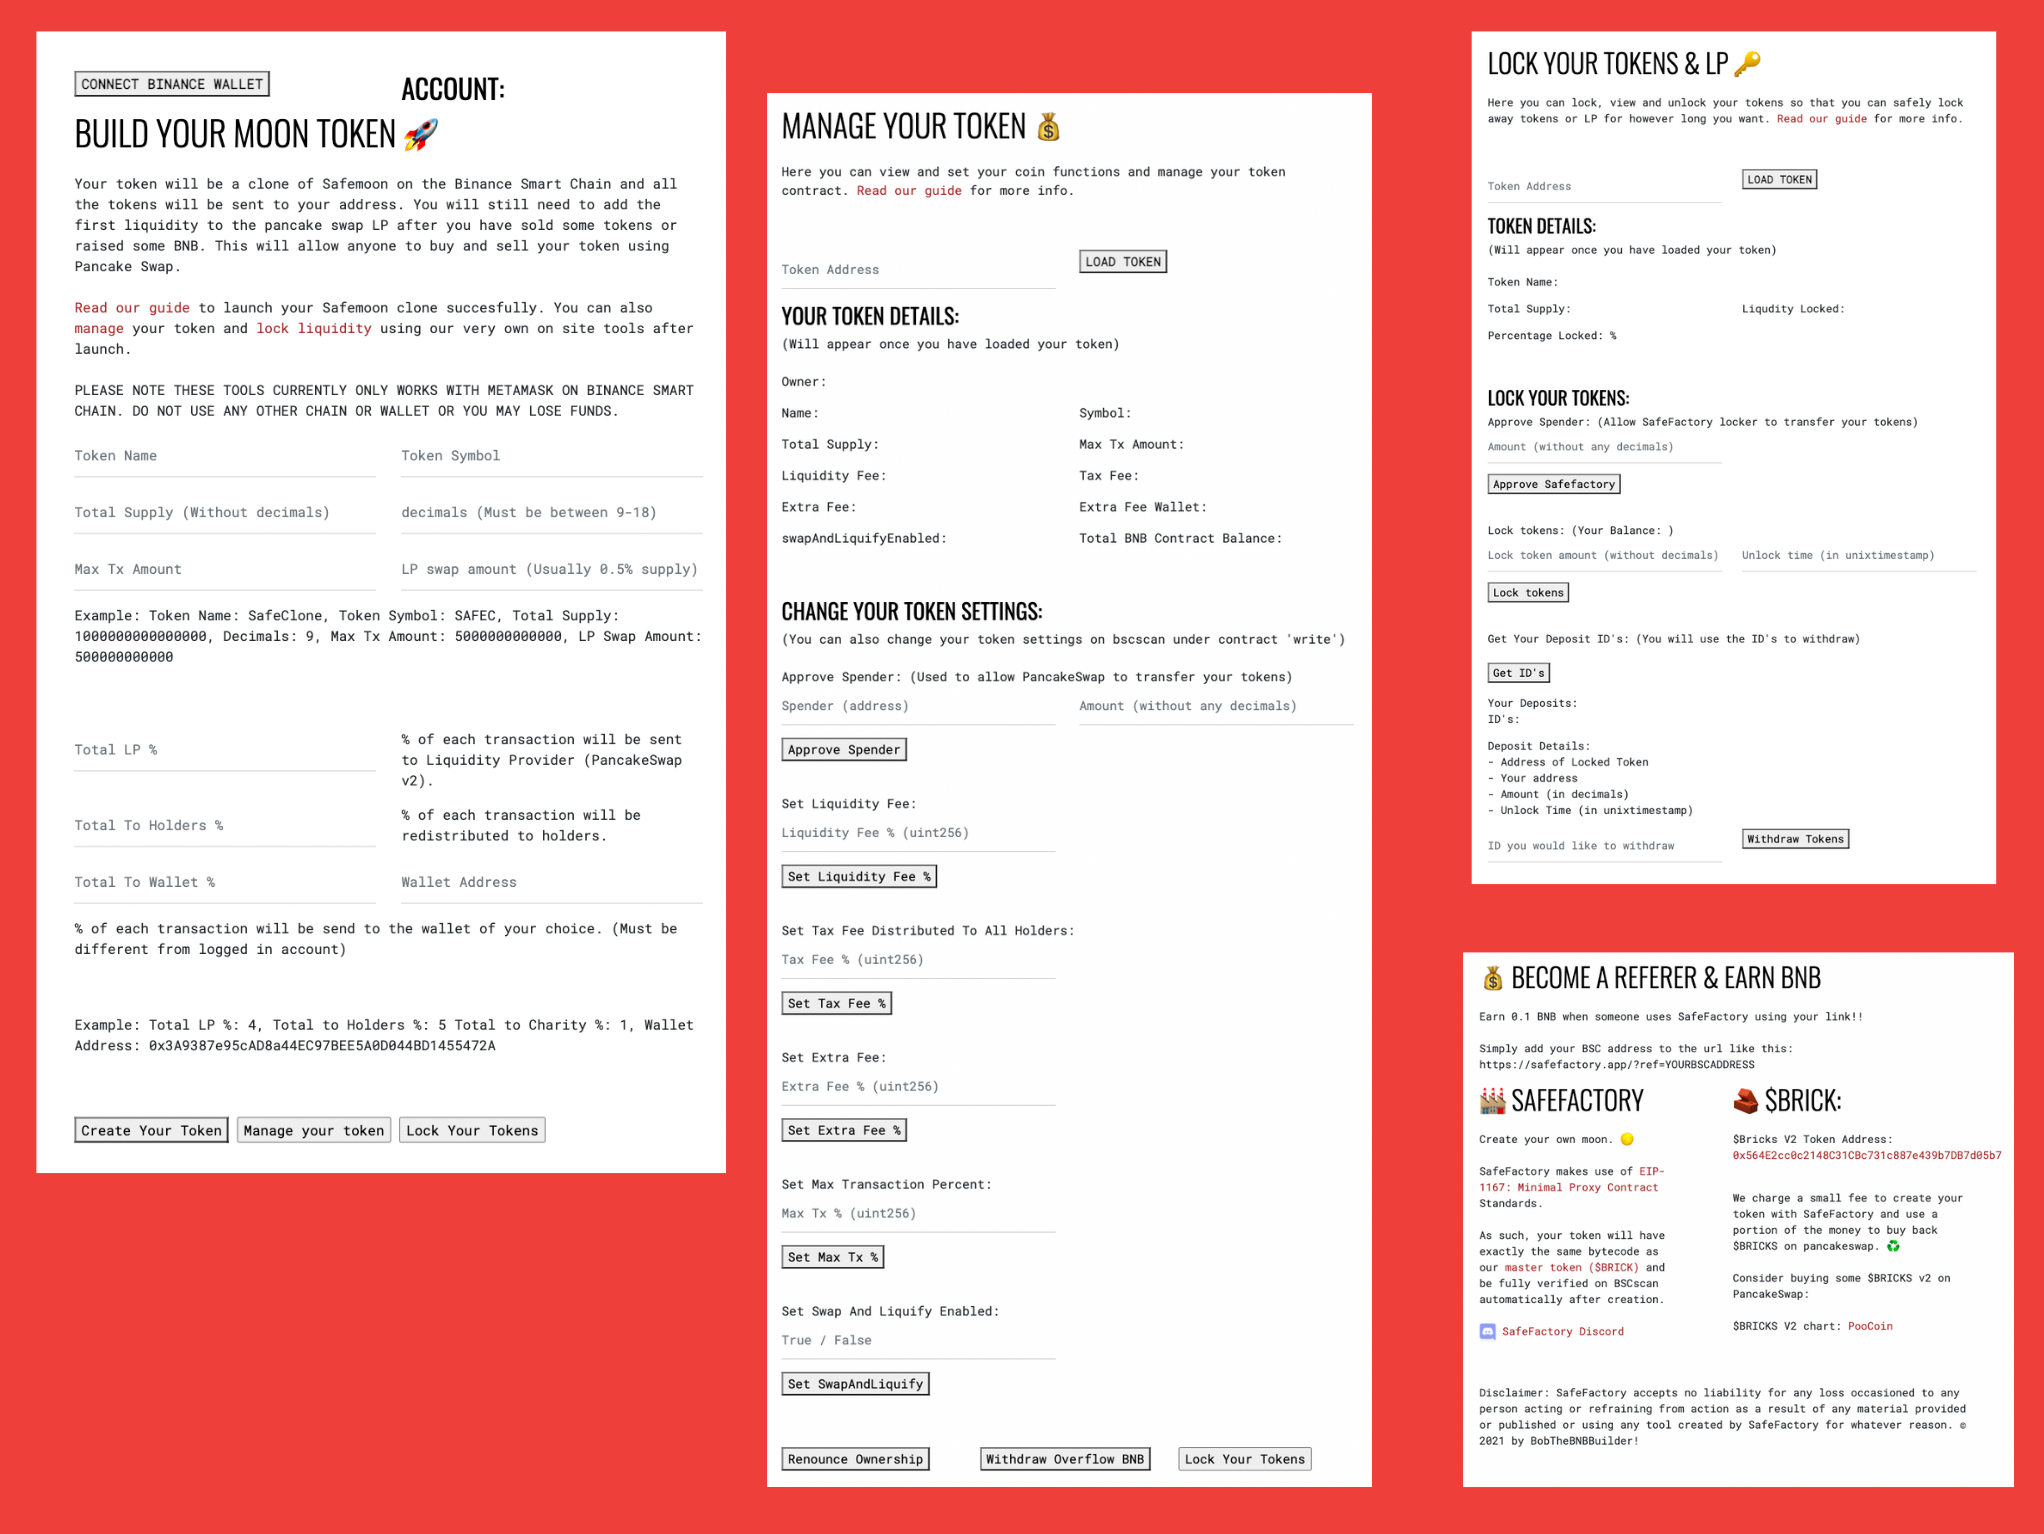 CONNECT BINANCE WALLET
ACCOUNT:
BUILD YOUR MOON TOKEN 🚀
Your token will be a clone of Safemoon on the Binance Smart Chain and all
the tokens will be sent to your address. You will still need to add the
first liquidity to the pancake swap LP after you have sold some tokens or
raised some BNB. This will allow anyone to buy and sell your token using
Pancake Swap.
Read our guide to launch your Safemoon clone succesfully. You can also
manage your token and lock liquidity using our very own on site tools after
launch.
PLEASE NOTE THESE TOOLS CURRENTLY ONLY WORKS WITH METAMASK ON BINANCE SMART
CHAIN. DO NOT USE ANY OTHER CHAIN OR WALLET OR YOU MAY LOSE FUNDS.
Token Name
Token Symbol
Total Supply (Without decimals)
decimals (Must be between 9-18)
Max Tx Amount
LP swap amount (Usually 0.5% supply)
Example: Token Name: SafeClone, Token Symbol: SAFEC, Total Supply:
1000000000000000, Decimals: 9, Max Tx Amount: 5000000000000, LP Swap Amount:
500000000000
Total LP %
% of each transaction will be sent
to Liquidity Provider (PancakeSwap
v2).
Total To Holders %
% of each transaction will be
redistributed to holders.
Total To Wallet %
Wallet Address
% of each transaction will be send to the wallet of your choice. (Must be
different from logged in account)
Example: Total LP %: 4, Total to Holders %: 5 Total to Charity %: 1, Wallet
Address: 0x3A9387e95cAD8a44EC97BEE5A0D044BD1455472A
Create Your Token
Manage your token
Lock Your Tokens
MANAGE YOUR TOKEN 💰
Here you can view and set your coin functions and manage your token
contract. Read our guide for more info.
Token Address
LOAD TOKEN
YOUR TOKEN DETAILS:
(Will appear once you have loaded your token)
Owner:
Name:
Symbol:
Total Supply:
Max Tx Amount:
Liquidity Fee:
Tax Fee:
Extra Fee:
Extra Fee Wallet:
swapAndLiquifyEnabled:
Total BNB Contract Balance:
CHANGE YOUR TOKEN SETTINGS:
(You can also change your token settings on bscscan under contract 'write')
Approve Spender: (Used to allow PancakeSwap to transfer your tokens)
Spender (address)
Amount (without any decimals)
Approve Spender
Set Liquidity Fee:
Liquidity Fee % (uint256)
Set Liquidity Fee %
Set Tax Fee Distributed To All Holders:
Tax Fee % (uint256)
Set Tax Fee %
Set Extra Fee:
Extra Fee % (uint256)
Set Extra Fee %
Set Max Transaction Percent:
Max Tx % (uint256)
Set Max Tx %
Set Swap And Liquify Enabled:
True / False
Set SwapAndLiquify
Renounce Ownership
Withdraw Overflow BNB
Lock Your Tokens
LOCK YOUR TOKENS & LP 🔑
Here you can lock, view and unlock your tokens so that you can safely lock
away tokens or LP for however long you want. Read our guide for more info.
Token Address
LOAD TOKEN
TOKEN DETAILS:
(Will appear once you have loaded your token)
Token Name:
Total Supply:
Liqudity Locked:
Percentage Locked: %
LOCK YOUR TOKENS:
Approve Spender: (Allow SafeFactory locker to transfer your tokens)
Amount (without any decimals)
Approve Safefactory
Lock tokens: (Your Balance: )
Lock token amount (without decimals)
Unlock time (in unixtimestamp)
Lock tokens
Get Your Deposit ID's: (You will use the ID's to withdraw)
Get ID's
Your Deposits:
ID's:
Deposit Details:
- Address of Locked Token
- Your address
- Amount (in decimals)
- Unlock Time (in unixtimestamp)
ID you would like to withdraw
Withdraw Tokens
💰 BECOME A REFERER & EARN BNB
Earn 0.1 BNB when someone uses SafeFactory using your link!!
Simply add your BSC address to the url like this:
https://safefactory.app/?ref=YOURBSCADDRESS
🏭 SAFEFACTORY
Create your own moon. 🌕
SafeFactory makes use of EIP-
1167: Minimal Proxy Contract
Standards.
As such, your token will have
exactly the same bytecode as
our master token ($BRICK) and
be fully verified on BSCscan
automatically after creation.
SafeFactory Discord
🧱 $BRICK:
$Bricks V2 Token Address:
0x564E2cc0c2148C31CBc731c887e439b7DB7d05b7
We charge a small fee to create your
token with SafeFactory and use a
portion of the money to buy back
$BRICKS on pancakeswap. ♻️
Consider buying some $BRICKS v2 on
PancakeSwap:
$BRICKS V2 chart: PooCoin
Disclaimer: SafeFactory accepts no liability for any loss occasioned to any
person acting or refraining from action as a result of any material provided
or published or using any tool created by SafeFactory for whatever reason. ©
2021 by BobTheBNBBuilder!